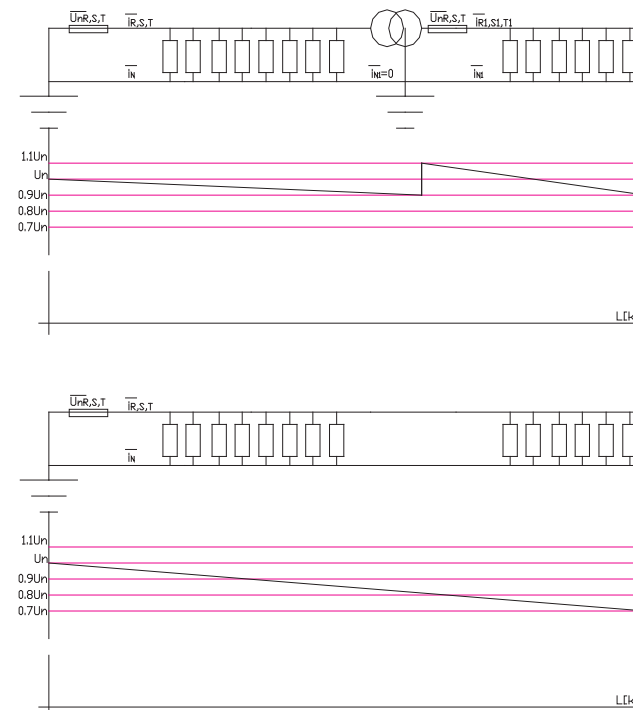 UnR,S,T IR,S,T UnR,S,T IR1,S1,T1
IN IN1=0 IN1
1.1Un
Un
0.9Un
0.8Un
0.7Un
L[k
UnR,S,T IR,S,T
IN
1.1Un
Un
0.9Un
0.8Un
0.7Un
L[k